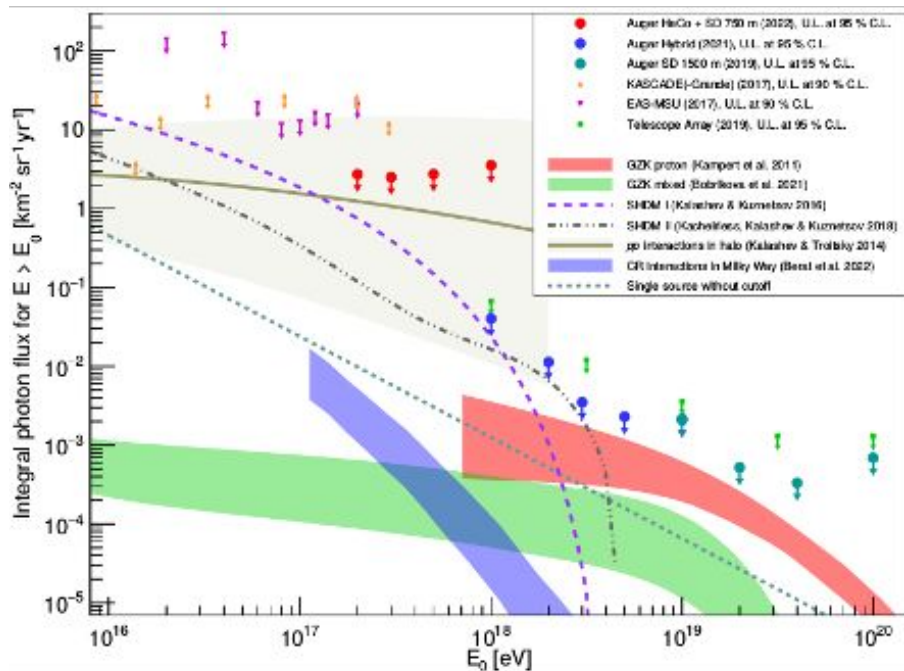 Integral photon flux for E > E₀ [km⁻² sr⁻¹ yr⁻¹]
10²
10
1
10⁻¹
10⁻²
10⁻³
10⁻⁴
10⁻⁵
Auger HeCo + SD 750 m (2022), U.L. at 95 % C.L.
Auger Hybrid (2021), U.L. at 95 % C.L.
Auger SD 1500 m (2019), U.L. at 95 % C.L.
KASCADE(-Grande) (2017), U.L. at 90 % C.L.
EAS-MSU (2017), U.L. at 90 % C.L.
Telescope Array (2019), U.L. at 95 % C.L.
GZK proton (Kampert et al. 2011)
GZK mixed (Bobrikova et al. 2021)
SHDM I (Kalashev & Kuznetsov 2016)
SHDM II (Kachelriess, Kalashev & Kuznetsov 2018)
pp interactions in halo (Kalashev & Troitsky 2014)
CR interactions in Milky Way (Berat et al. 2022)
Single source without cutoff
10¹⁶
10¹⁷
10¹⁸
10¹⁹
10²⁰
E₀ [eV]